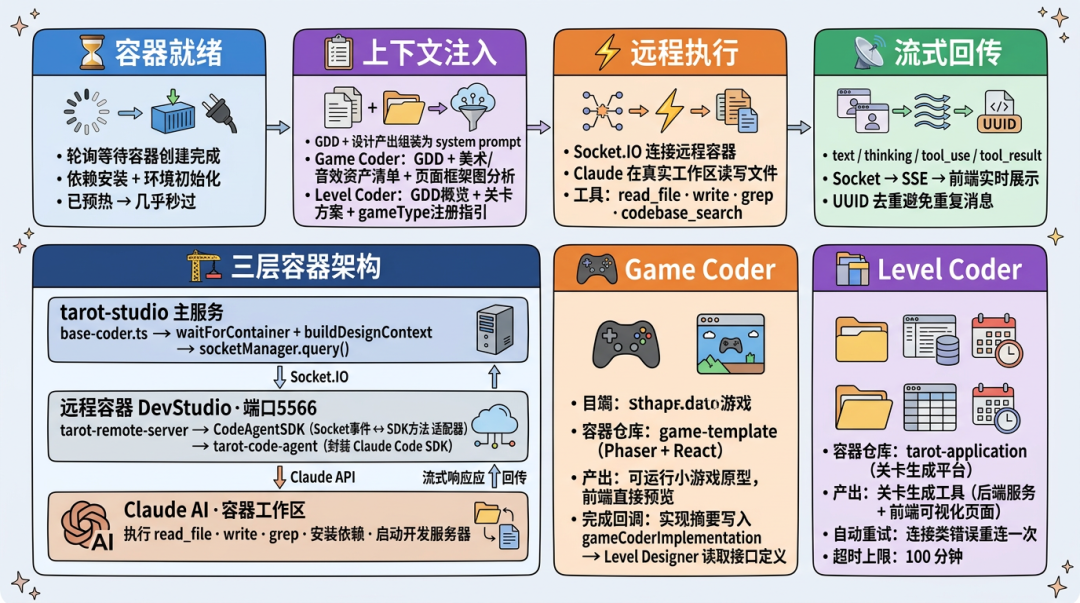 容器就绪
• 轮询等待容器创建完成
• 依赖安装 + 环境初始化
• 已预热 → 几乎秒过
上下文注入
• GDD + 设计产出组装为 system prompt
• Game Coder: GDD + 美术/
音效资产清单 + 页面框架图分析
• Level Coder: GDD概览 + 关卡
方案 + gameType注册指引
远程执行
• Socket.IO 连接远程容器
• Claude 在真实工作区读写文件
• 工具: read_file · write · grep
· codebase_search
流式回传
</>
UUID
• text / thinking / tool_use / tool_result
• Socket → SSE → 前端实时展示
• UUID 去重避免重复消息
三层容器架构
tarot-studio 主服务
base-coder.ts → waitForContainer + buildDesignContext
→ socketManager.query()
Socket.IO
远程容器 DevStudio · 端口5566
tarot-remote-server → CodeAgentSDK (Socket事件 ↔ SDK方法 适配器)
→ tarot-code-agent (封装 Claude Code SDK)
Claude API
流式响应应 回传
AI
Claude AI · 容器工作区
执行 read_file · write · grep · 安装依赖 · 启动开发服务器
Game Coder
• 目 游戏
• 容器仓库: game-template
(Phaser + React)
• 产出: 可运行小游戏原型,
前端直接预览
• 完成回调: 实现摘要写入
gameCoderImplementation
→ Level Designer 读取接口定义
Level Coder
• 容器仓库: tarot-application
(关卡生成平台)
• 产出: 关卡生成工具 (后端服务
+ 前端可视化页面)
• 自动重试: 连接类错误重连一次
• 超时上限: 100 分钟